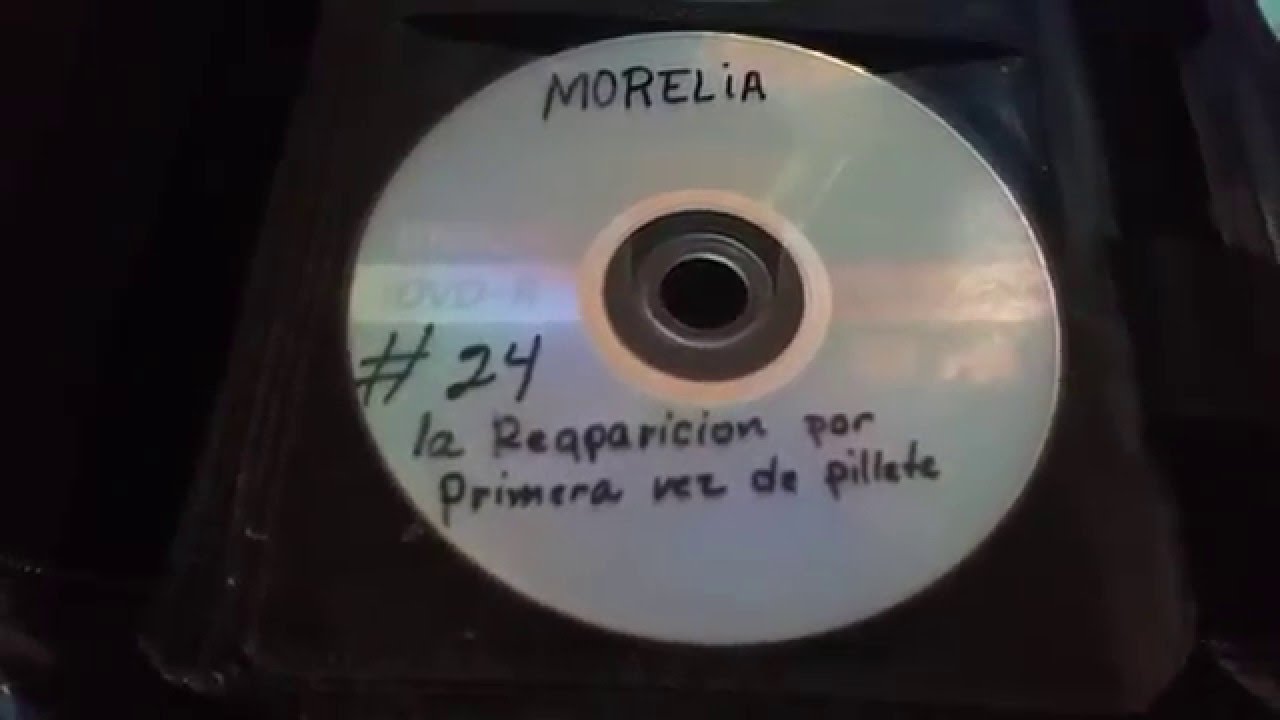 MORELiA
DVD-R
# 24
la Reaparicion por
primera vez de pillete